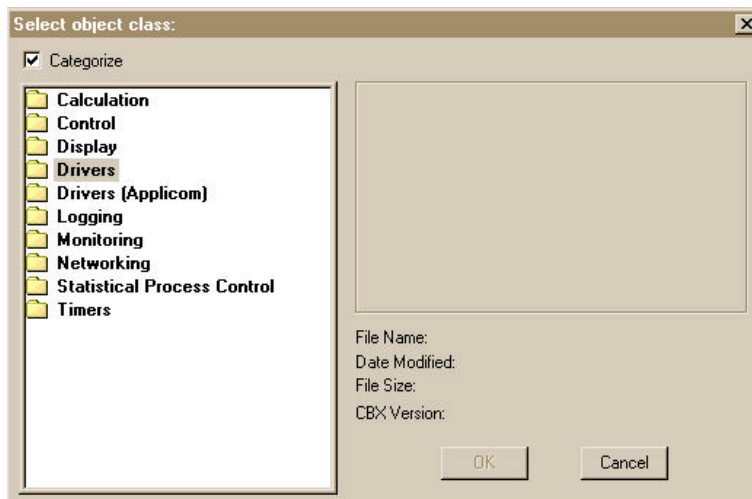 Select object class:
Categorize
Calculation
Control
Display
Drivers
Drivers (Applicom)
Logging
Monitoring
Networking
Statistical Process Control
Timers
File Name:
Date Modified:
File Size:
CBX Version:
OK
Cancel